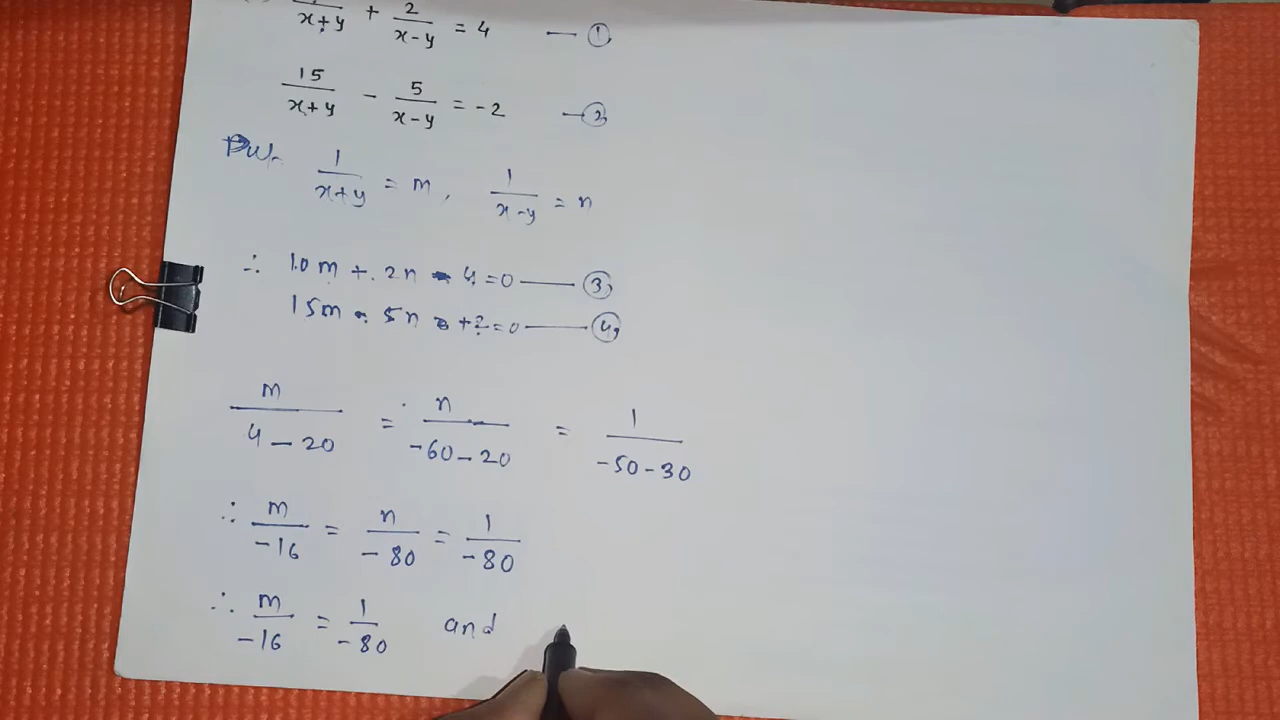 /(x+y) + 2/(x-y) = 4 — ①
15/(x+y) - 5/(x-y) = -2 — ②
Put 1/(x+y) = m, 1/(x-y) = n
∴ 10m + 2n - 4 = 0 — ③
15m - 5n + 2 = 0 — ④
m/(4-20) = n/(-60-20) = 1/(-50-30)
∴ m/-16 = n/-80 = 1/-80
∴ m/-16 = 1/-80 and